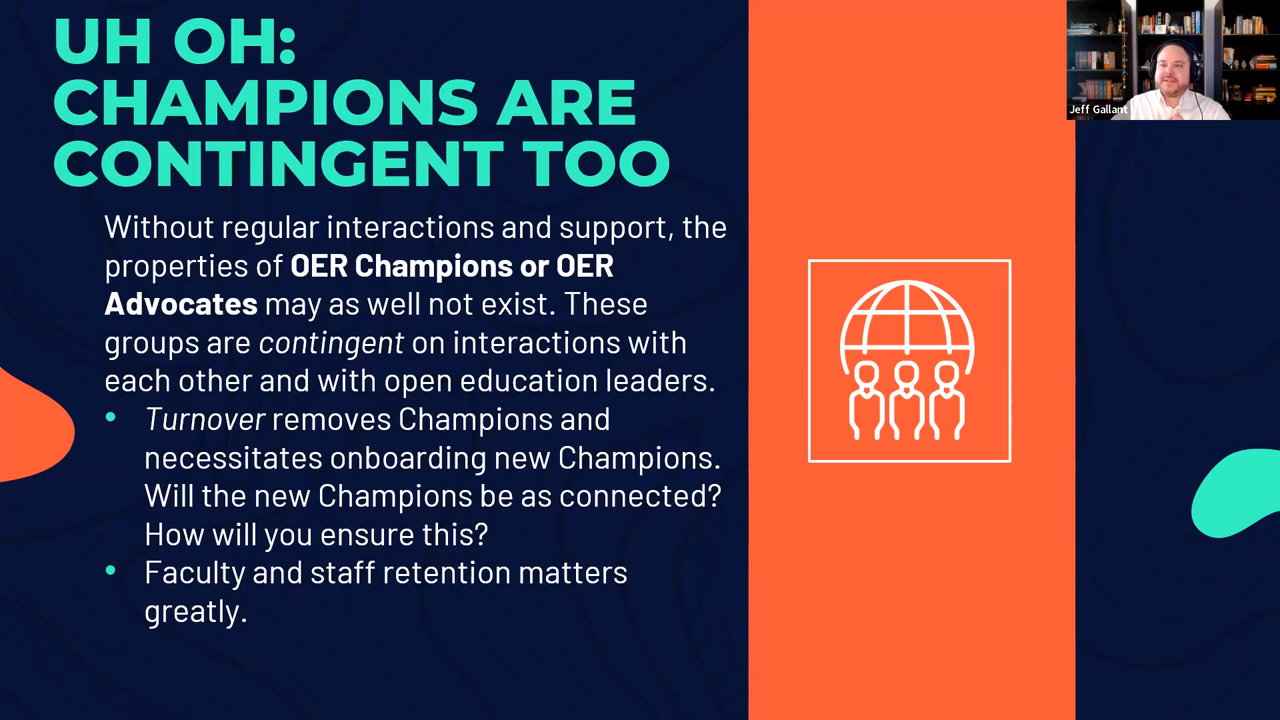 UH OH:
CHAMPIONS ARE
CONTINGENT TOO
Without regular interactions and support, the
properties of OER Champions or OER
Advocates may as well not exist. These
groups are contingent on interactions with
each other and with open education leaders.
• Turnover removes Champions and
necessitates onboarding new Champions.
Will the new Champions be as connected?
How will you ensure this?
• Faculty and staff retention matters
greatly.
Jeff Gallant